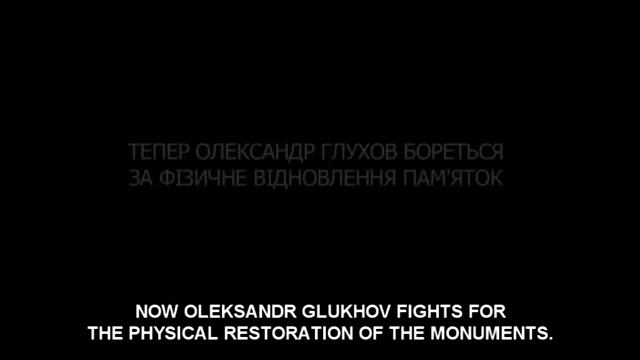 ТЕПЕР ОЛЕКСАНДР ГЛУХОВ БОРЕТЬСЯ
ЗА ФІЗИЧНЕ ВІДНОВЛЕННЯ ПАМ'ЯТОК
NOW OLEKSANDR GLUKHOV FIGHTS FOR
THE PHYSICAL RESTORATION OF THE MONUMENTS.